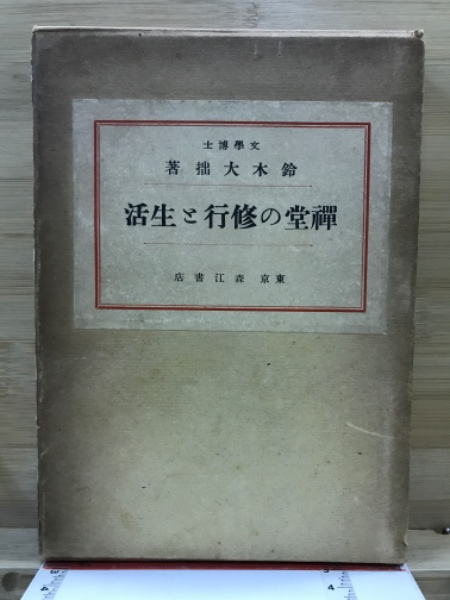 文學博士
鈴木大拙著
禪堂の修行と生活
東京 森江書店